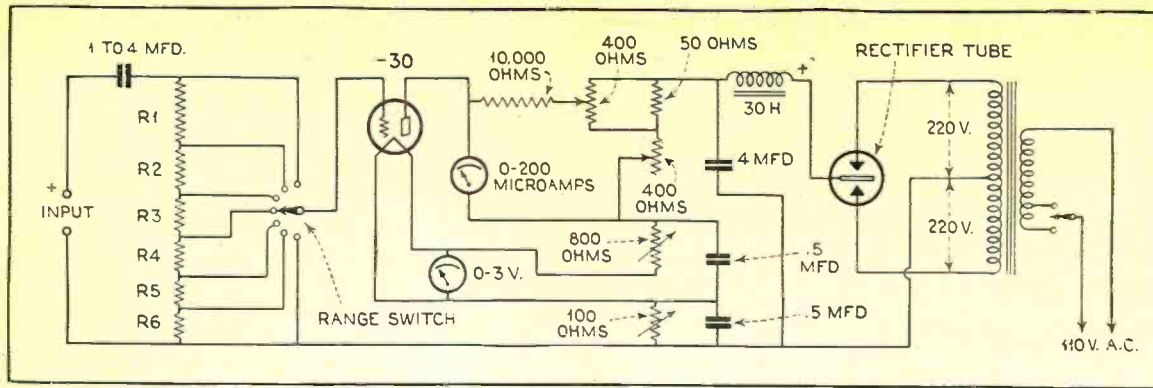 1 TO 4 MFD.
R1
R2
R3
R4
R5
R6
+
INPUT
RANGE SWITCH
-30
10,000
OHMS
400
OHMS
50 OHMS
0-200
MICROAMPS
400
OHMS
800
OHMS
0-3 V.
100
OHMS
+
30 H
4 MFD
.5
MFD
.5 MFD
RECTIFIER TUBE
220 V.
220 V.
110 V. A.C.